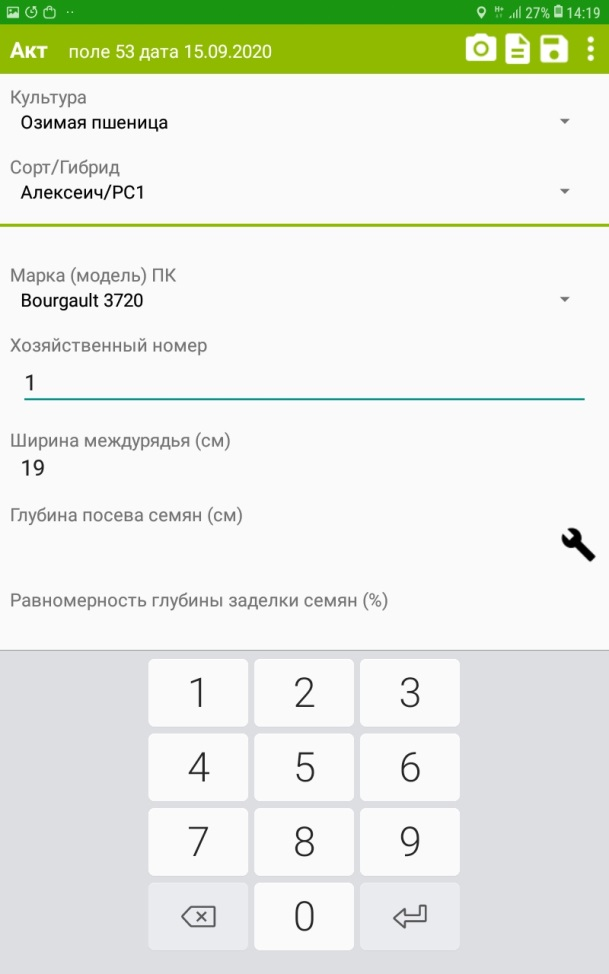 27% 14:19
Акт поле 53 дата 15.09.2020
Культура
Озимая пшеница
Сорт/Гибрид
Алексеич/РС1
Марка (модель) ПК
Bourgault 3720
Хозяйственный номер
1
Ширина междурядья (см)
19
Глубина посева семян (см)
Равномерность глубины заделки семян (%)
1 2 3
4 5 6
7 8 9
0